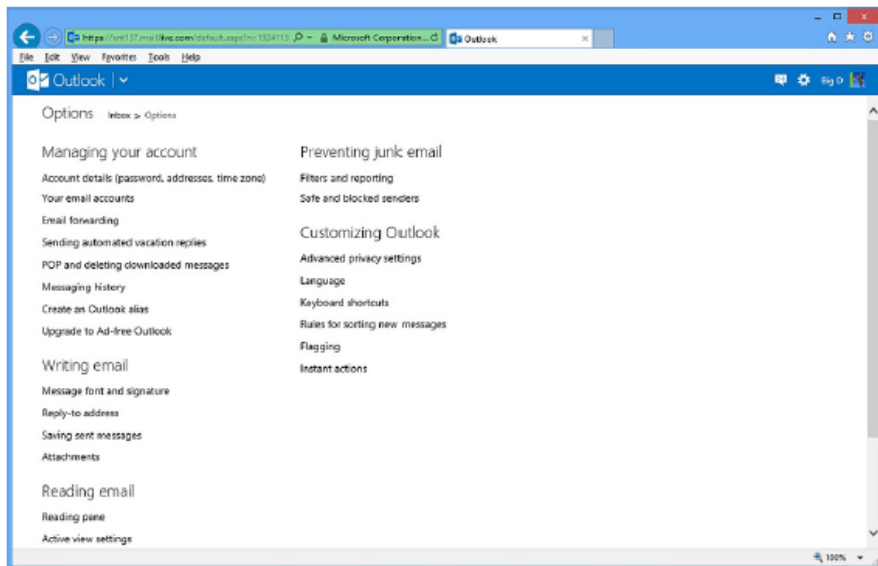 Microsoft Corporation...
Outlook
File Edit View Favorites Tools Help
Outlook
Big D
Options Inbox > Options
Managing your account
Account details (password, addresses, time zone)
Your email accounts
Email forwarding
Sending automated vacation replies
POP and deleting downloaded messages
Messaging history
Create an Outlook alias
Upgrade to Ad-free Outlook
Writing email
Message font and signature
Reply-to address
Saving sent messages
Attachments
Reading email
Reading pane
Active view settings
Preventing junk email
Filters and reporting
Safe and blocked senders
Customizing Outlook
Advanced privacy settings
Language
Keyboard shortcuts
Rules for sorting new messages
Flagging
Instant actions
100%